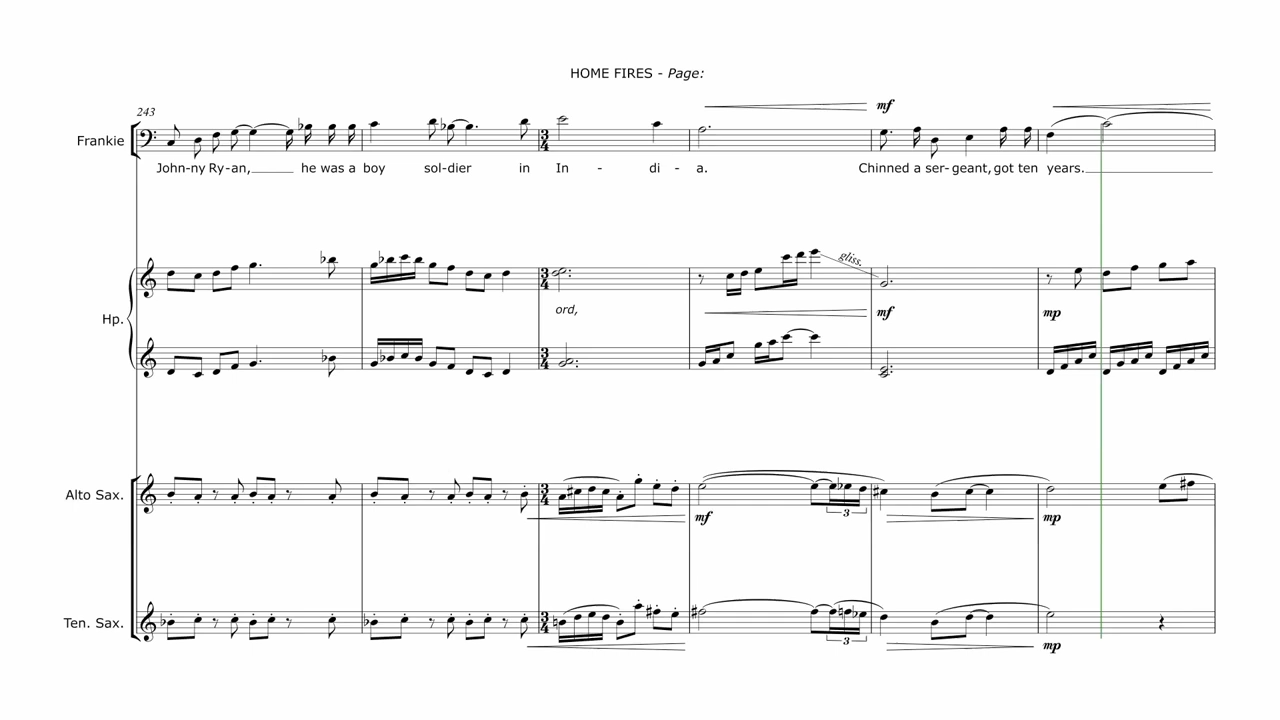 HOME FIRES - Page:
243
mf
Frankie
John-ny Ry-an, he was a boy sol-dier in In - di - a. Chinned a ser-geant, got ten years.
gliss.
Hp.
ord,
mf
mp
Alto Sax.
mf
3
mp
Ten. Sax.
3
mp